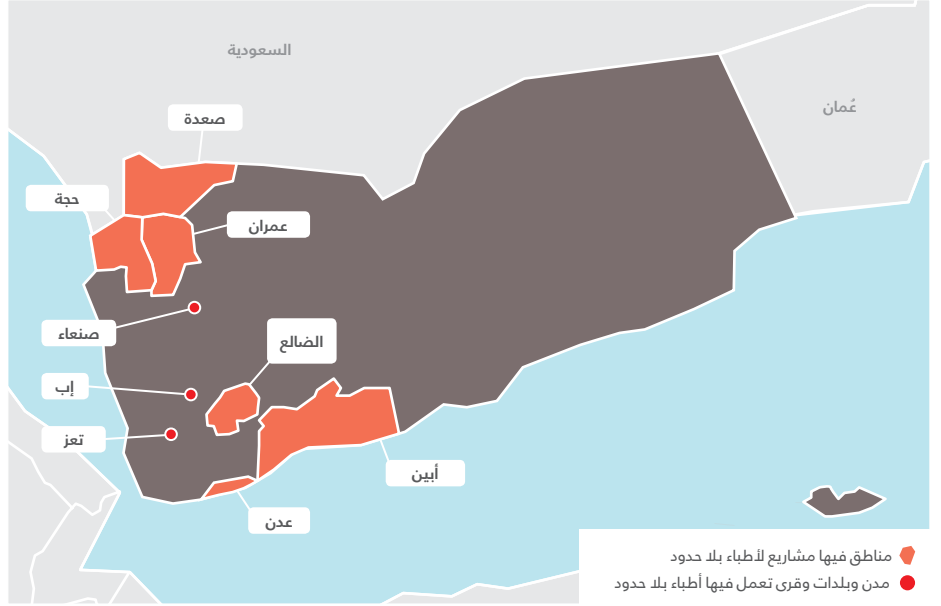 السعودية
عُمان
صعدة
حجة
عمران
صنعاء
الضالع
إب
تعز
أبين
عدن
مناطق فيها مشاريع لأطباء بلا حدود
مدن وبلدات وقرى تعمل فيها أطباء بلا حدود